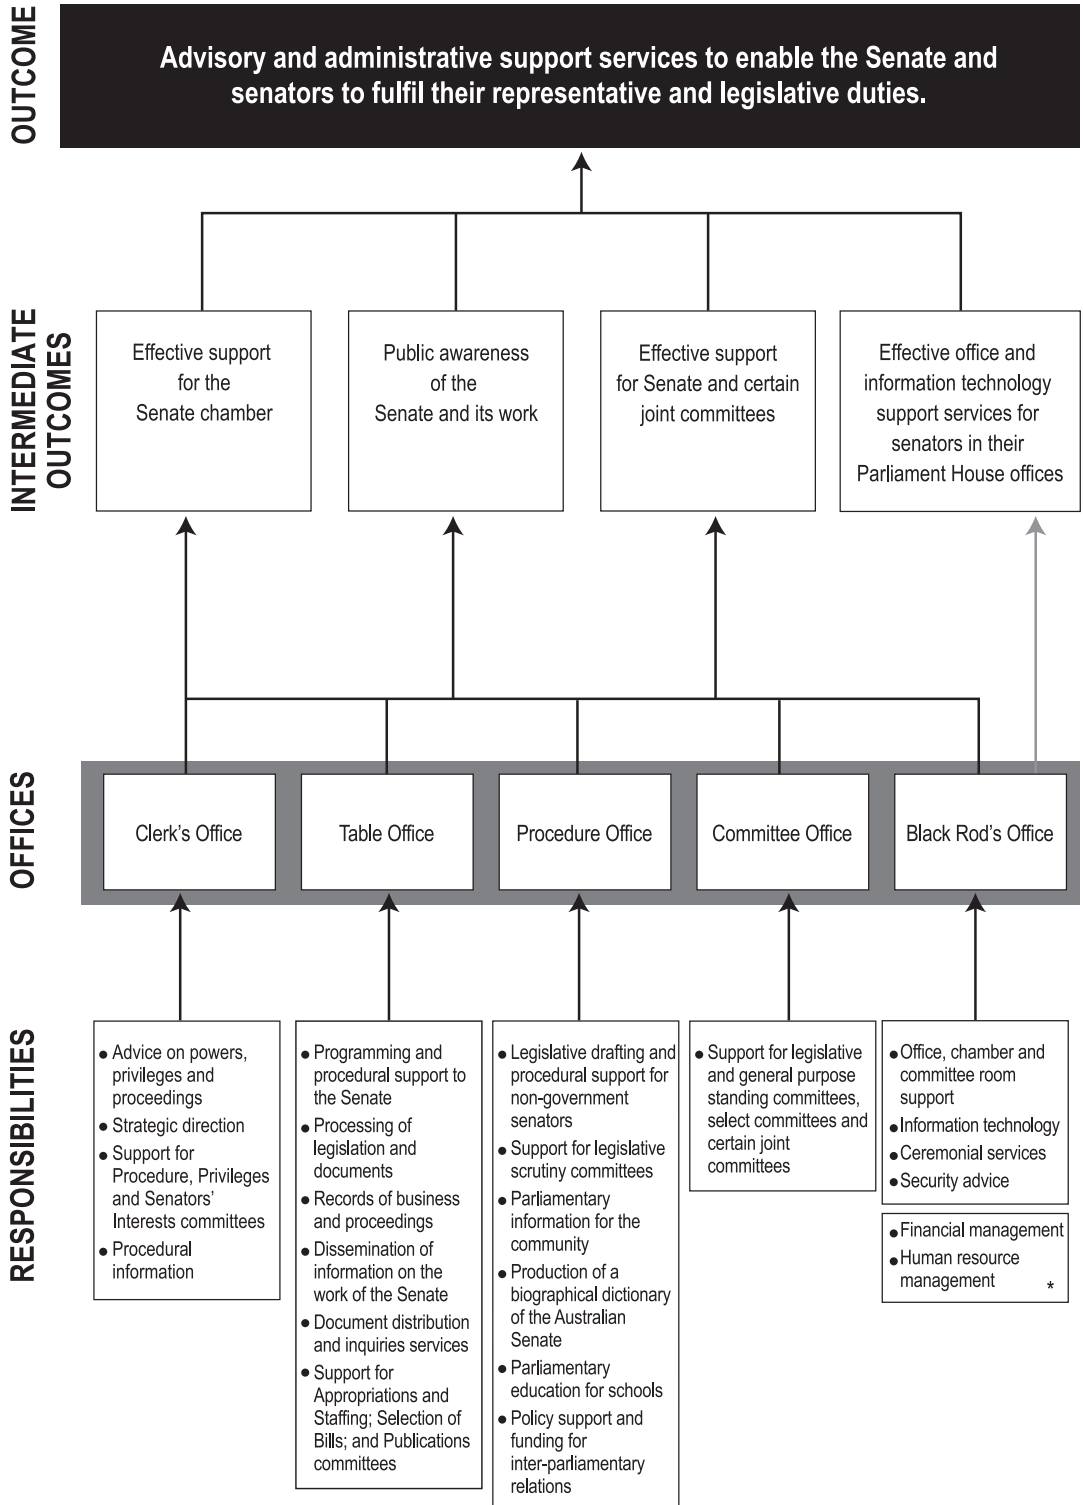 OUTCOME
Advisory and administrative support services to enable the Senate and
senators to fulfil their representative and legislative duties.
INTERMEDIATE
OUTCOMES
Effective support
for the
Senate chamber
Public awareness
of the
Senate and its work
Effective support
for Senate and certain
joint committees
Effective office and
information technology
support services for
senators in their
Parliament House offices
OFFICES
Clerk's Office
Table Office
Procedure Office
Committee Office
Black Rod's Office
RESPONSIBILITIES
● Advice on powers,
privileges and
proceedings
● Strategic direction
● Support for
Procedure, Privileges
and Senators'
Interests committees
● Procedural
information
● Programming and
procedural support to
the Senate
● Processing of
legislation and
documents
● Records of business
and proceedings
● Dissemination of
information on the
work of the Senate
● Document distribution
and inquiries services
● Support for
Appropriations and
Staffing; Selection of
Bills; and Publications
committees
● Legislative drafting and
procedural support for
non-government
senators
● Support for legislative
scrutiny committees
● Parliamentary
information for the
community
● Production of a
biographical dictionary
of the Australian
Senate
● Parliamentary
education for schools
● Policy support and
funding for
inter-parliamentary
relations
● Support for legislative
and general purpose
standing committees,
select committees and
certain joint
committees
● Office, chamber and
committee room
support
● Information technology
● Ceremonial services
● Security advice
● Financial management
● Human resource
management *